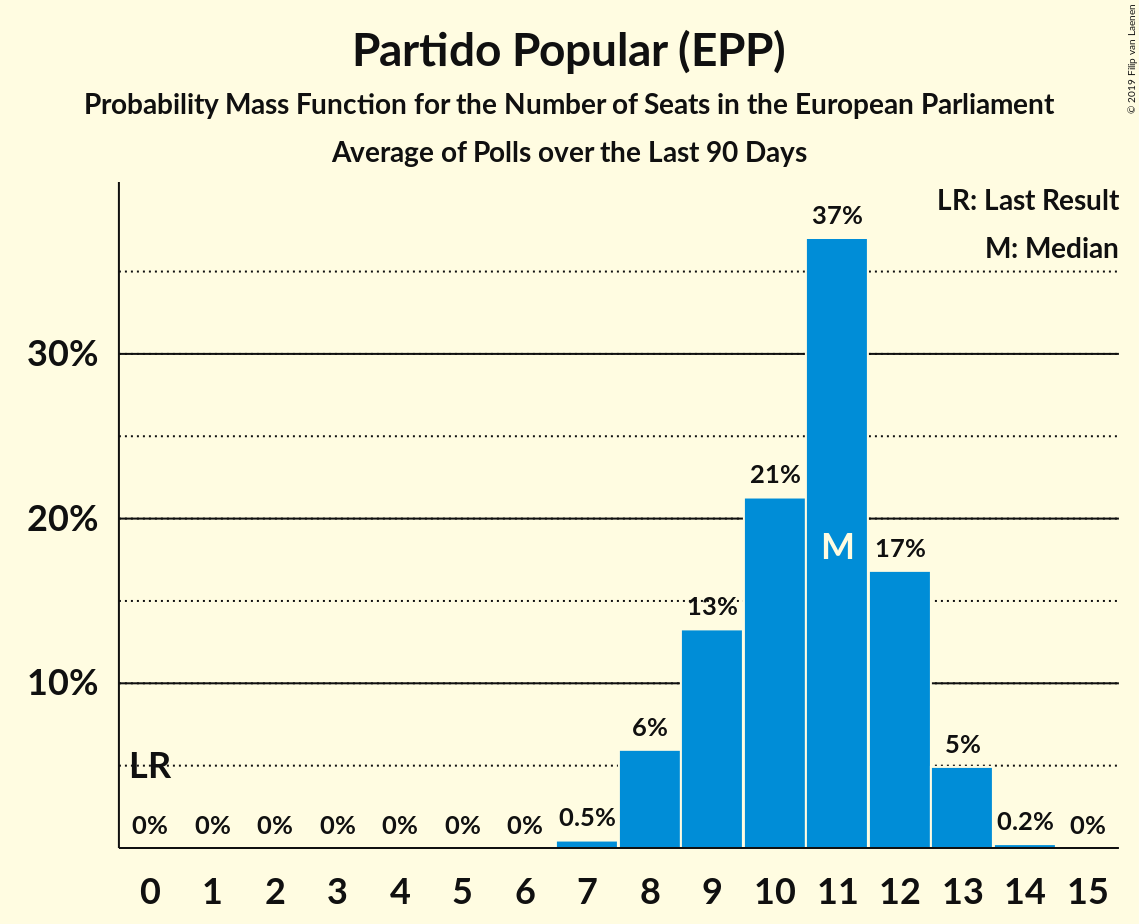 Partido Popular (EPP)
Probability Mass Function for the Number of Seats in the European Parliament
Average of Polls over the Last 90 Days
© 2019 Filip van Laenen
LR: Last Result
M: Median
37%
30%
21%
20%
M
17%
13%
10%
6%
5%
LR
0% 0% 0% 0% 0% 0% 0% 0.5% 0.2% 0%
0 1 2 3 4 5 6 7 8 9 10 11 12 13 14 15